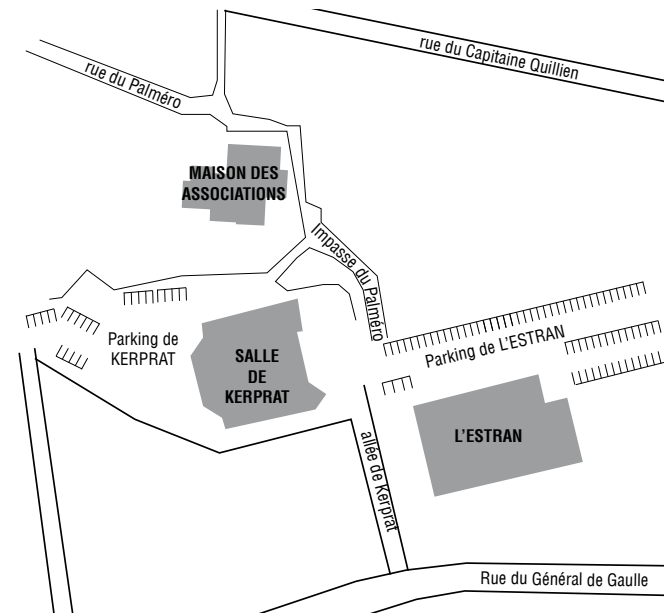 rue du Capitaine Quillien
rue du Palméro
MAISON DES
ASSOCIATIONS
Impasse du Palméro
Parking de
KERPRAT
SALLE
DE
KERPRAT
Parking de L'ESTRAN
L'ESTRAN
allée de Kerprat
Rue du Général de Gaulle